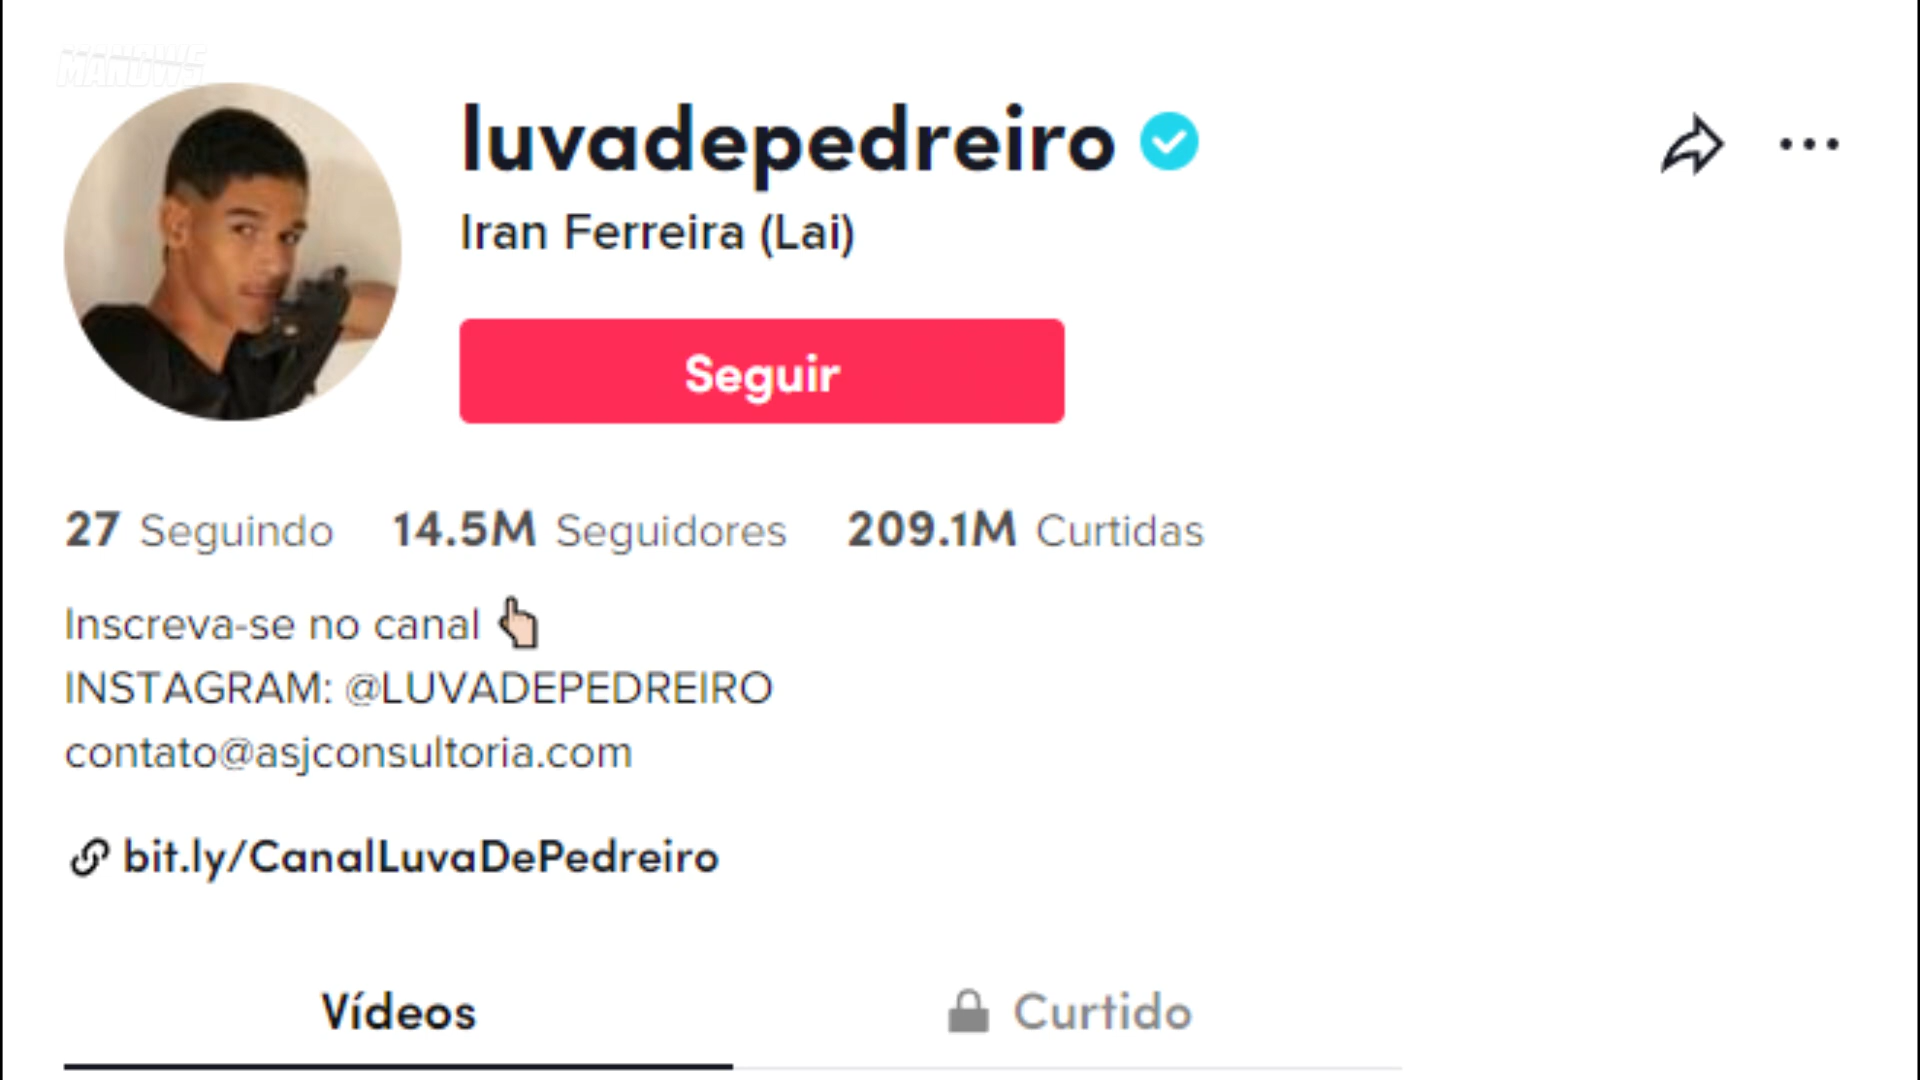 MANOWS
luvadepedreiro
Iran Ferreira (Lai)
Seguir
27 Seguindo 14.5M Seguidores 209.1M Curtidas
Inscreva-se no canal 👆
INSTAGRAM: @LUVADEPEDREIRO
contato@asjconsultoria.com
bit.ly/CanalLuvaDePedreiro
Vídeos Curtido